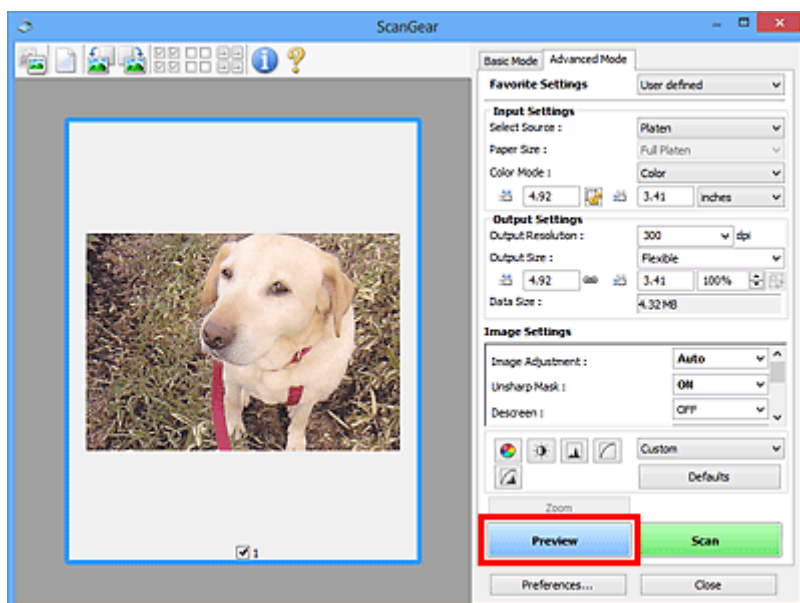 ScanGear
Basic Mode Advanced Mode
Favorite Settings User defined
Input Settings
Select Source : Platen
Paper Size : Full Platen
Color Mode : Color
4.92 3.41 inches
Output Settings
Output Resolution : 300 dpi
Output Size : Flexible
4.92 3.41 100%
Data Size : 4.32 MB
Image Settings
Image Adjustment : Auto
Unsharp Mask : ON
Descreen : OFF
Custom
Defaults
Zoom
Preview Scan
1
Preferences... Close